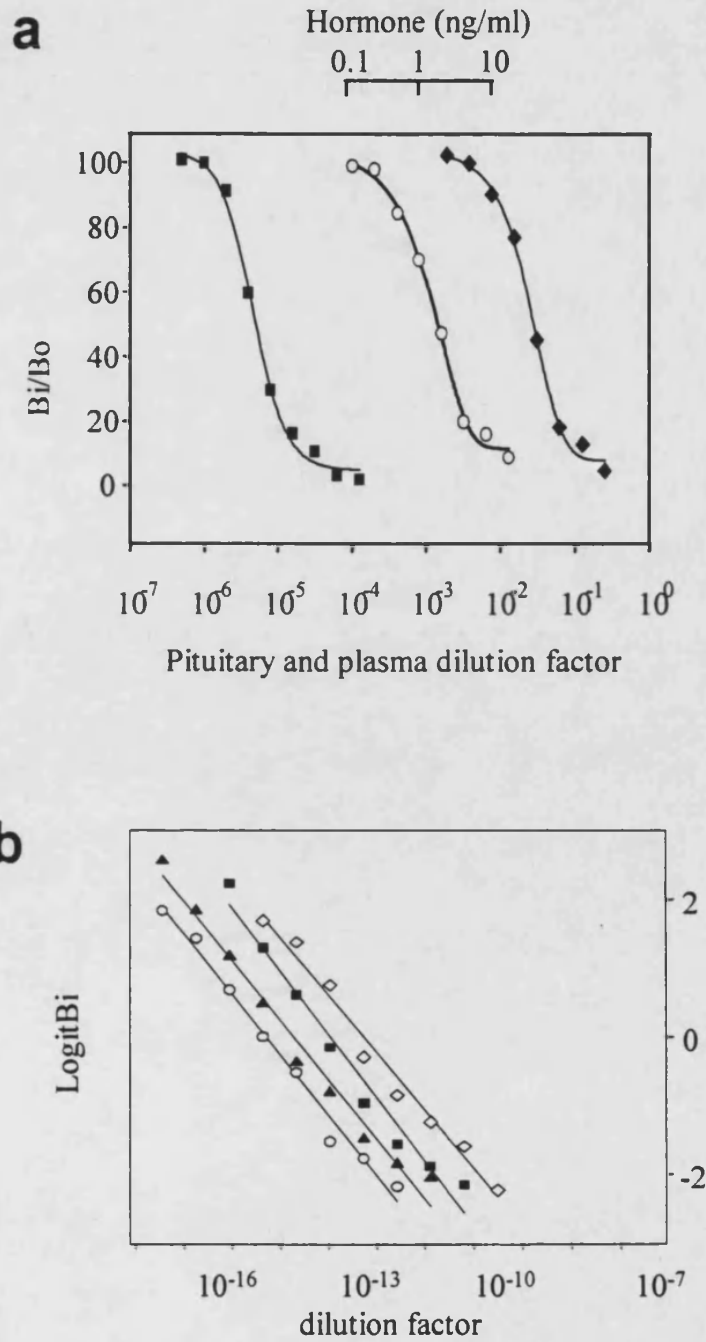 a
Hormone (ng/ml)
0.1 1 10
100
80
60
40
20
0
Bi/Bo
10⁻⁷ 10⁻⁶ 10⁻⁵ 10⁻⁴ 10⁻³ 10⁻² 10⁻¹ 10⁰
Pituitary and plasma dilution factor
b
2
0
-2
LogitBi
10-16 10-13 10-10 10-7
dilution factor